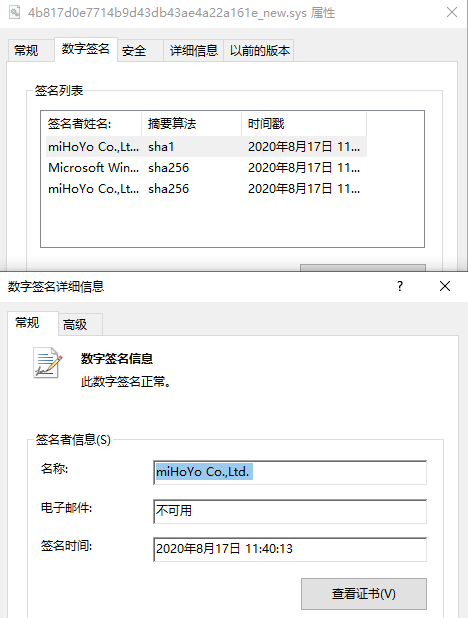 4b817d0e7714b9d43db43ae4a22a161e_new.sys 属性
常规 数字签名 安全 详细信息 以前的版本
签名列表
签名者姓名: 摘要算法 时间戳
miHoYo Co.,Lt... sha1 2020年8月17日 11...
Microsoft Win... sha256 2020年8月17日 11...
miHoYo Co.,Lt... sha256 2020年8月17日 11...
数字签名详细信息 ?
常规 高级
数字签名信息
此数字签名正常。
签名者信息(S)
名称: miHoYo Co.,Ltd.
电子邮件: 不可用
签名时间: 2020年8月17日 11:40:13
查看证书(V)